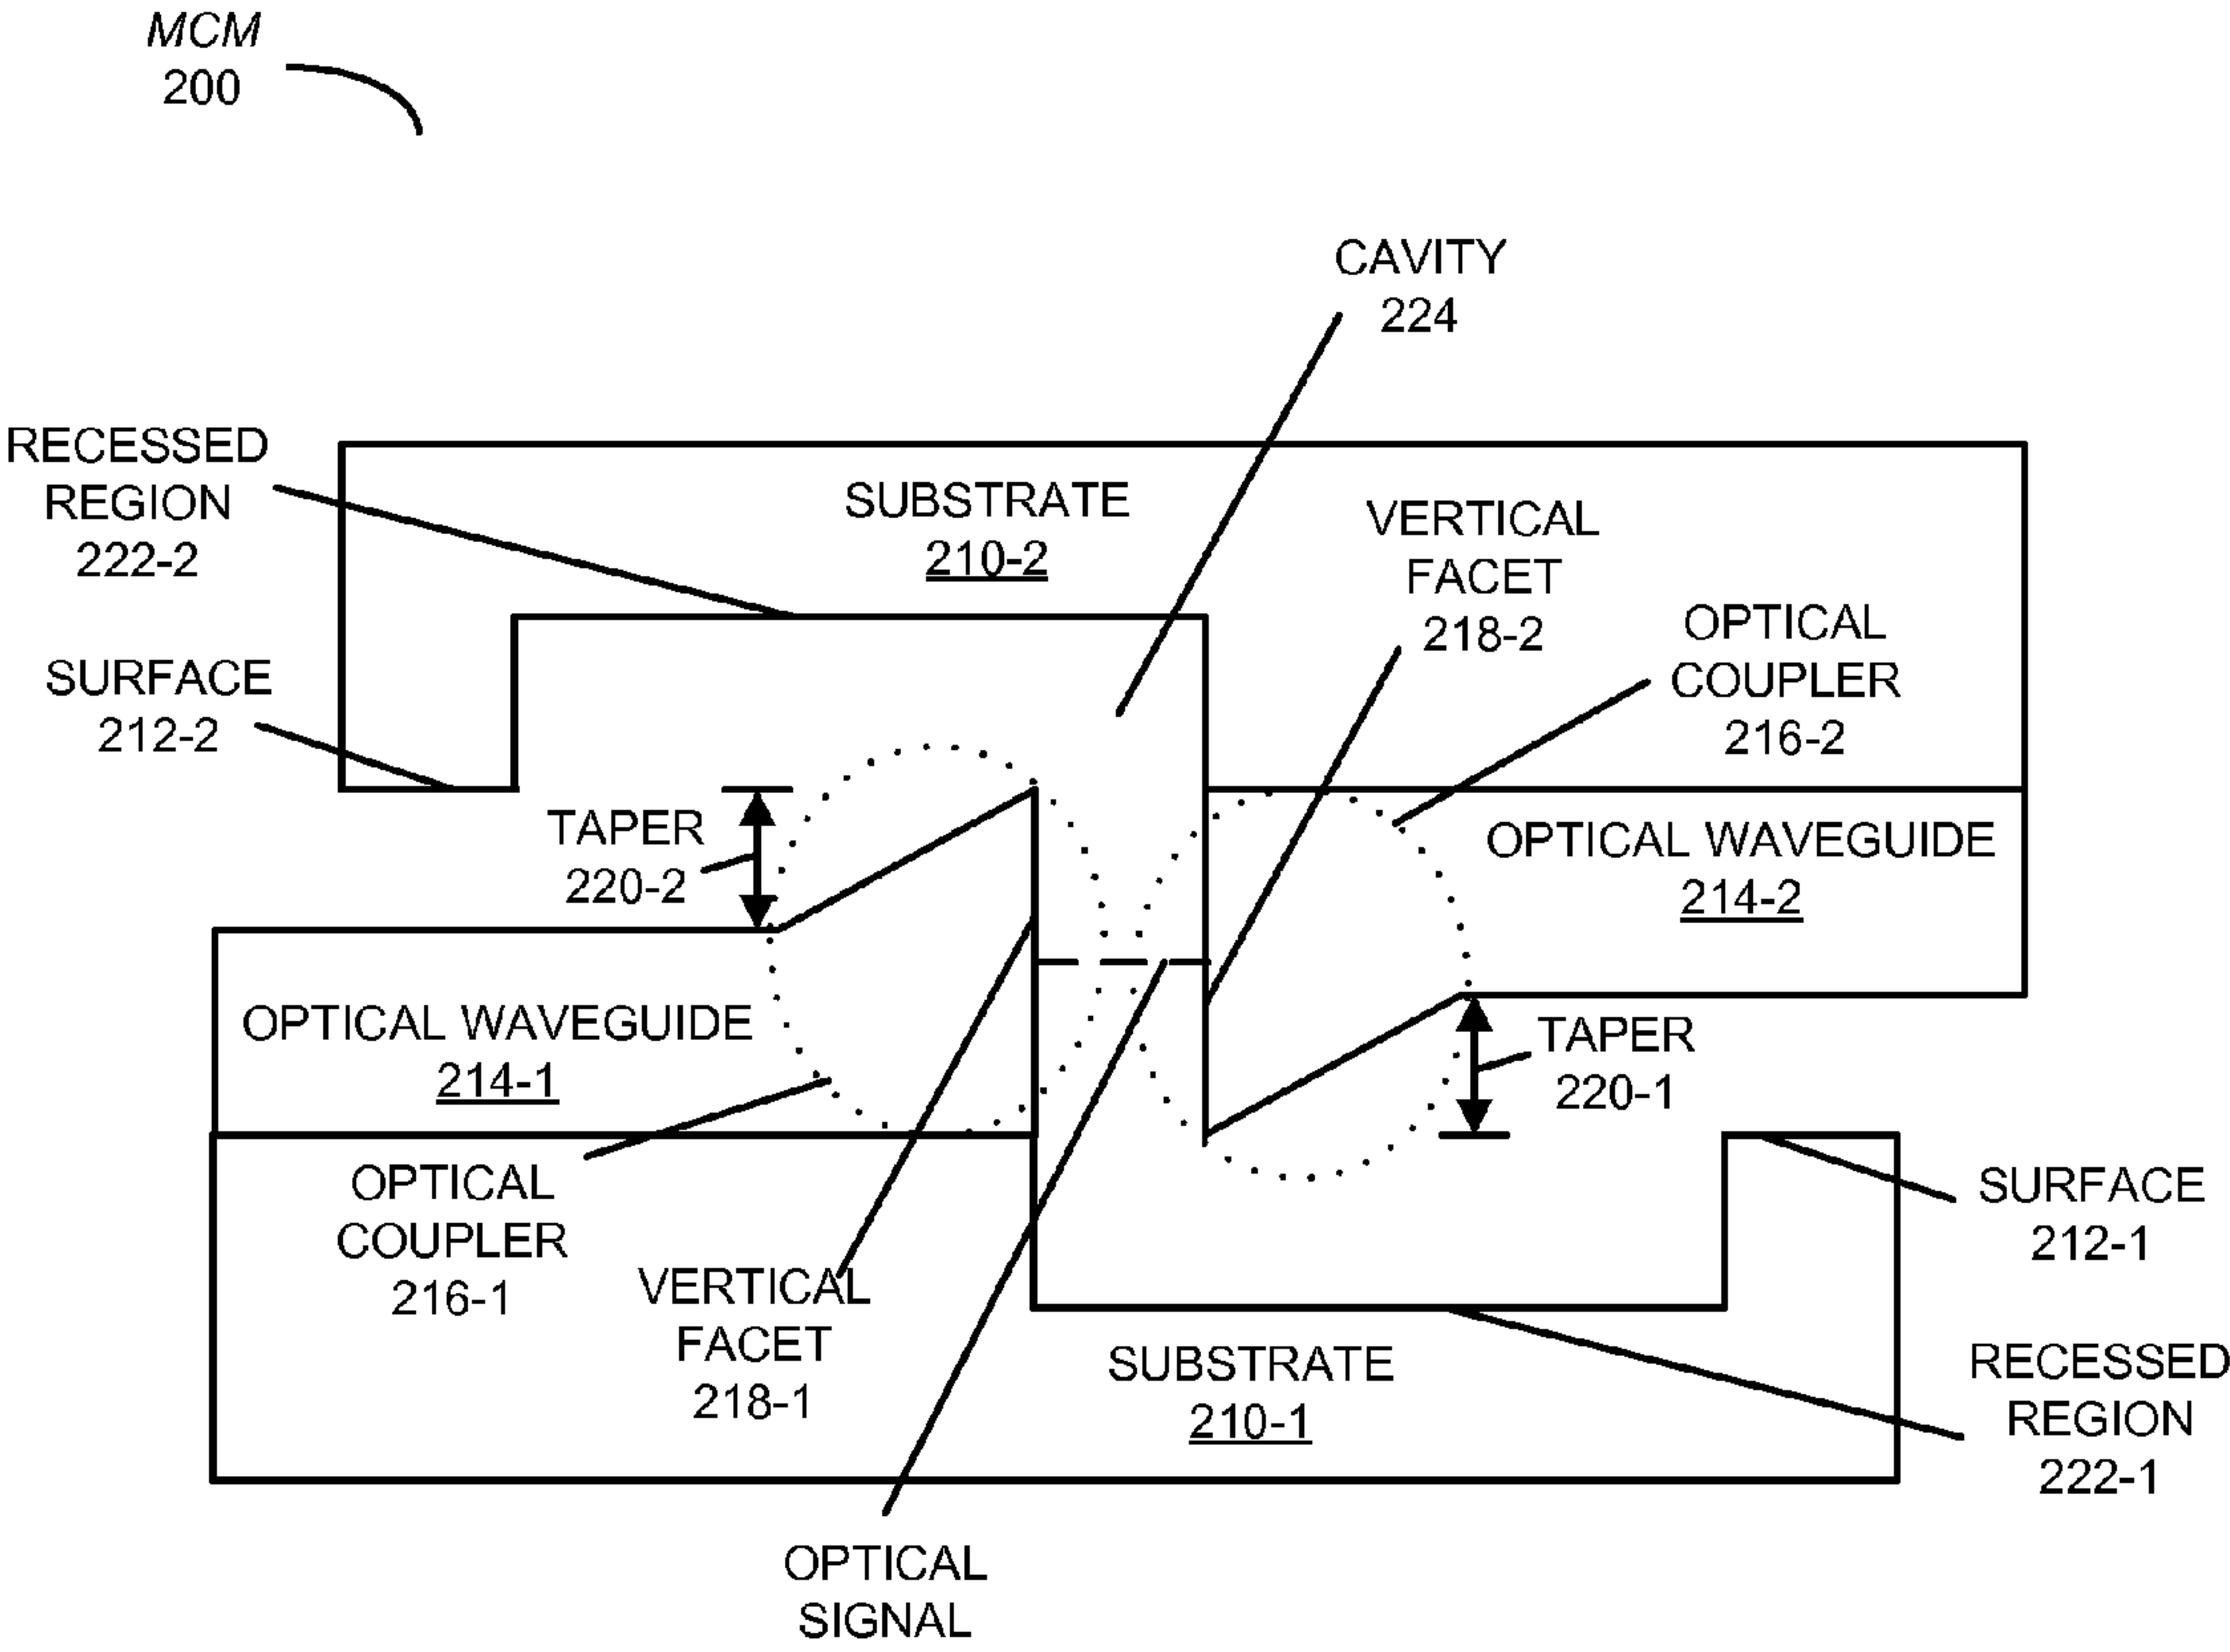 MCM
200
CAVITY
224
RECESSED
REGION
222-2
SUBSTRATE
210-2
VERTICAL
FACET
218-2
OPTICAL
COUPLER
216-2
SURFACE
212-2
TAPER
220-2
OPTICAL WAVEGUIDE
214-2
OPTICAL WAVEGUIDE
214-1
TAPER
220-1
OPTICAL
COUPLER
216-1
VERTICAL
FACET
218-1
SURFACE
212-1
SUBSTRATE
210-1
RECESSED
REGION
222-1
OPTICAL
SIGNAL